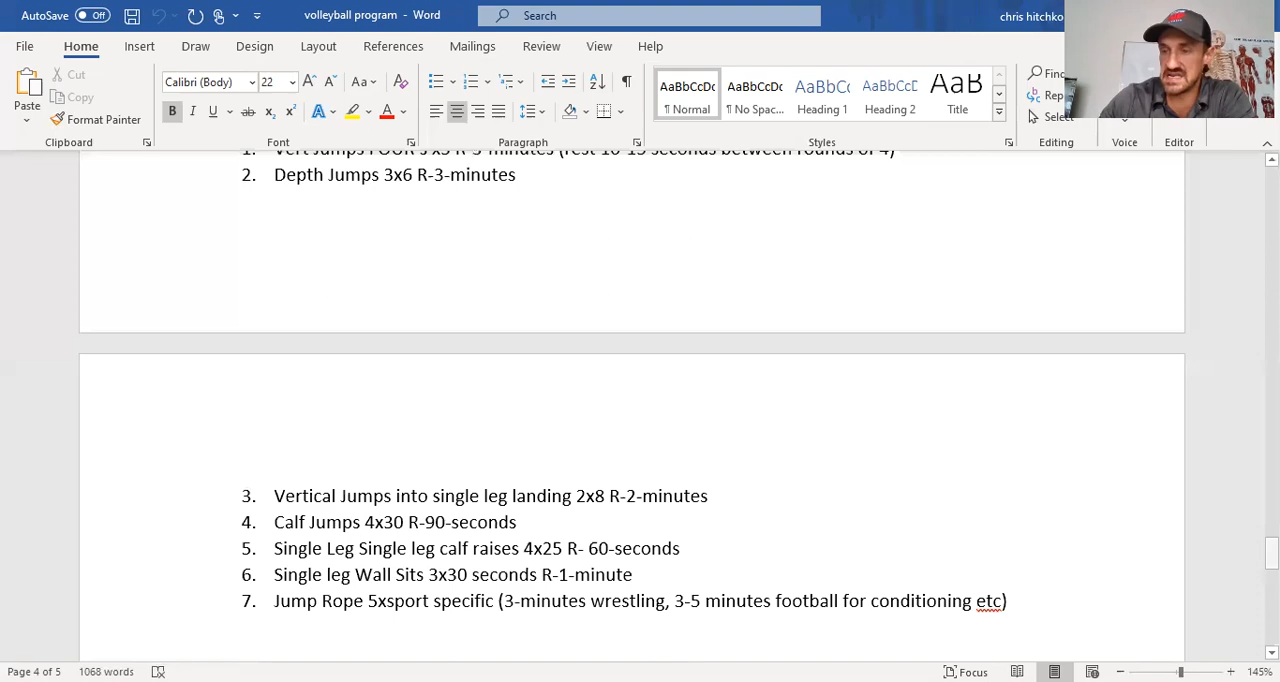 AutoSave Off volleyball program - Word Search chris hitchko
File Home Insert Draw Design Layout References Mailings Review View Help
Paste Cut Copy Format Painter Clipboard
Calibri (Body) 22 Aa Font
Paragraph
AaBbCcDc AaBbCcDc AaBbC( AaBbCcD AaB
¶ Normal ¶ No Spac... Heading 1 Heading 2 Title
Styles
Find
Rep
Select
Editing Voice Editor
2. Depth Jumps 3x6 R-3-minutes
3. Vertical Jumps into single leg landing 2x8 R-2-minutes
4. Calf Jumps 4x30 R-90-seconds
5. Single Leg Single leg calf raises 4x25 R- 60-seconds
6. Single leg Wall Sits 3x30 seconds R-1-minute
7. Jump Rope 5xsport specific (3-minutes wrestling, 3-5 minutes football for conditioning etc)
Page 4 of 5 1068 words Focus 145%